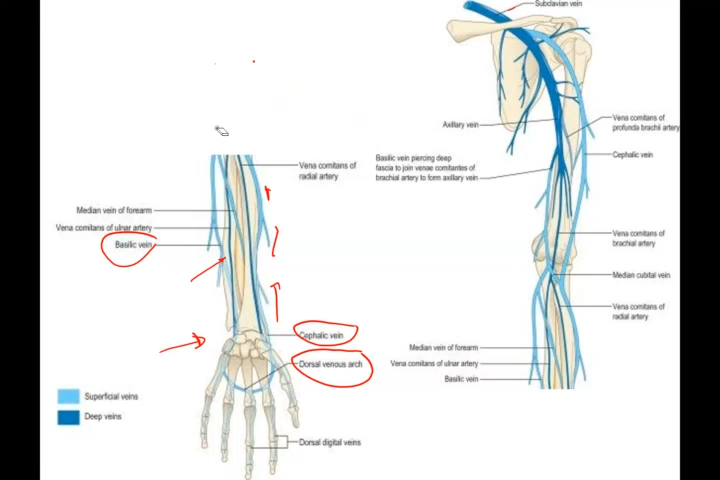 Subclavian vein
Axillary vein
Vena comitans of
profunda brachii artery
Basilic vein piercing deep
fascia to join venae comitantes of
brachial artery to form axillary vein
Cephalic vein
Vena comitans of
radial artery
Median vein of forearm
Vena comitans of ulnar artery
Basilic vein
Vena comitans of
brachial artery
Median cubital vein
Vena comitans of
radial artery
Cephalic vein
Dorsal venous arch
Median vein of forearm
Vena comitans of ulnar artery
Basilic vein
Superficial veins
Deep veins
Dorsal digital veins